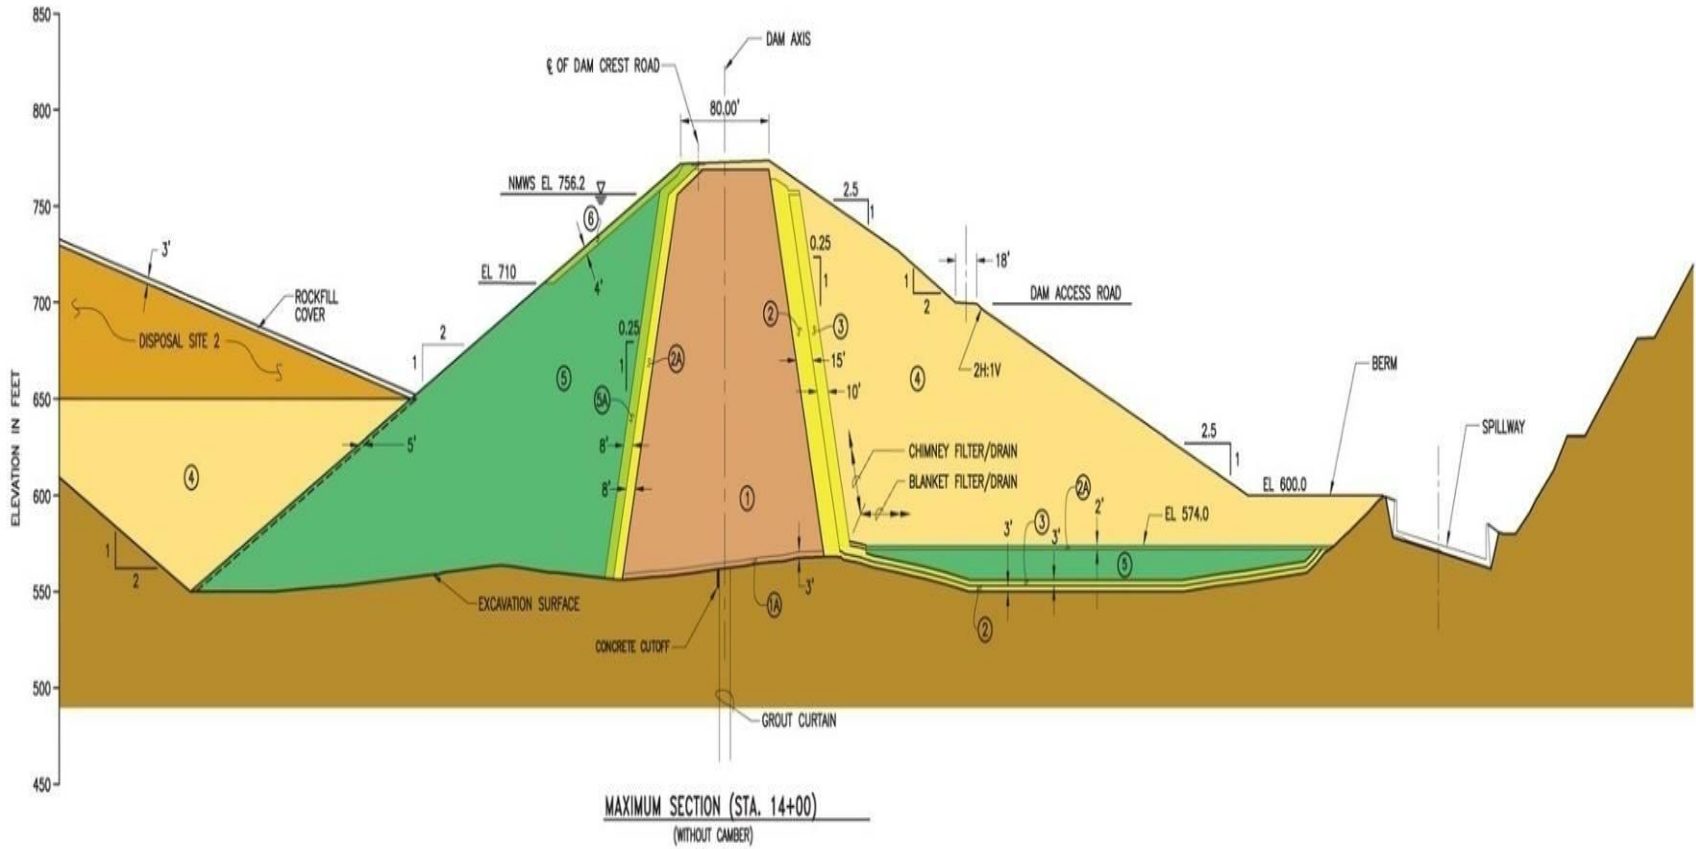 850
800
750
700
650
600
550
500
450
ELEVATION IN FEET
DAM AXIS
℄ OF DAM CREST ROAD
80.00'
NMWS EL 756.2
6
EL 710
4'
3'
ROCKFILL
COVER
DISPOSAL SITE 2
2
1
5'
4
1
2
5
0.25
1
2A
5A
8'
8'
1
2.5
1
0.25
1
2
3
15'
10'
1
2
18'
DAM ACCESS ROAD
4
2H:1V
BERM
SPILLWAY
2.5
1
CHIMNEY FILTER/DRAIN
BLANKET FILTER/DRAIN
EL 600.0
2A
3
2'
3'
3'
EL 574.0
5
2
3'
1A
EXCAVATION SURFACE
CONCRETE CUTOFF
GROUT CURTAIN
MAXIMUM SECTION (STA. 14+00)
(WITHOUT CAMBER)